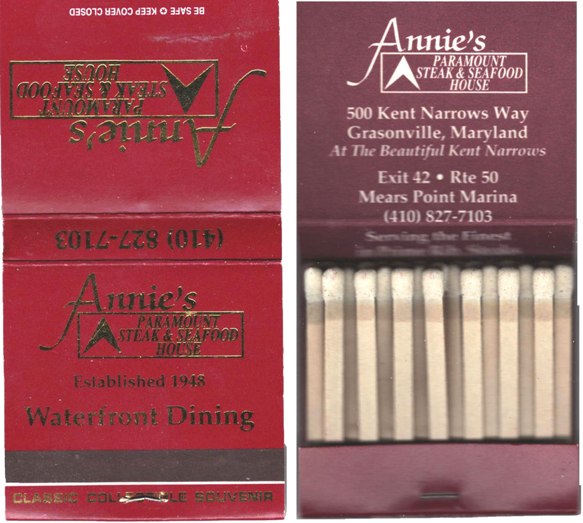 BE SAFE ✪ KEEP COVER CLOSED
Annie's
PARAMOUNT
STEAK & SEAFOOD
HOUSE
(410) 827-7103
Annie's
PARAMOUNT
STEAK & SEAFOOD
HOUSE
Established 1948
Waterfront Dining
CLASSIC COLLECTIBLE SOUVENIR
Annie's
PARAMOUNT
STEAK & SEAFOOD
HOUSE
500 Kent Narrows Way
Grasonville, Maryland
At The Beautiful Kent Narrows
Exit 42 • Rte 50
Mears Point Marina
(410) 827-7103
Serving the Finest